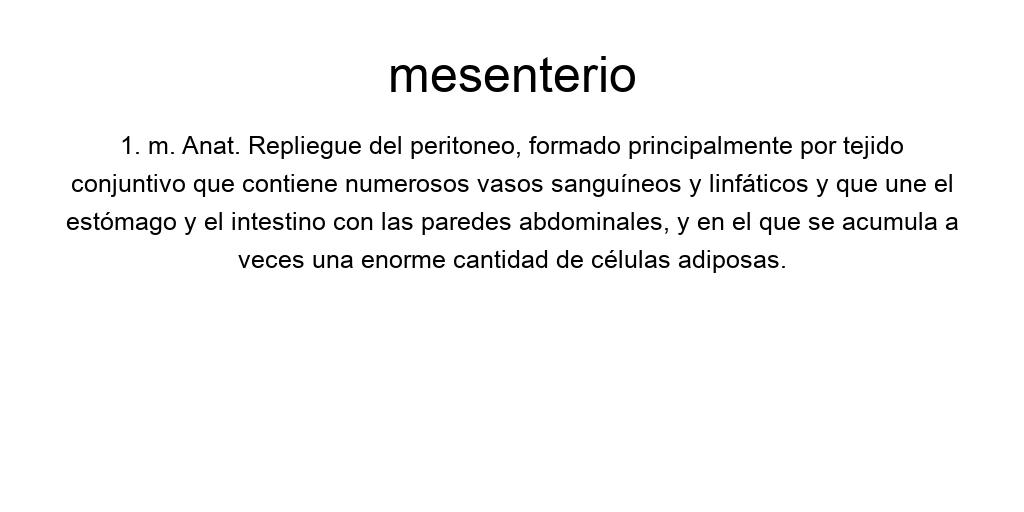 mesenterio
1. m. Anat. Repliegue del peritoneo, formado principalmente por tejido
conjuntivo que contiene numerosos vasos sanguíneos y linfáticos y que une el
estómago y el intestino con las paredes abdominales, y en el que se acumula a
veces una enorme cantidad de células adiposas.